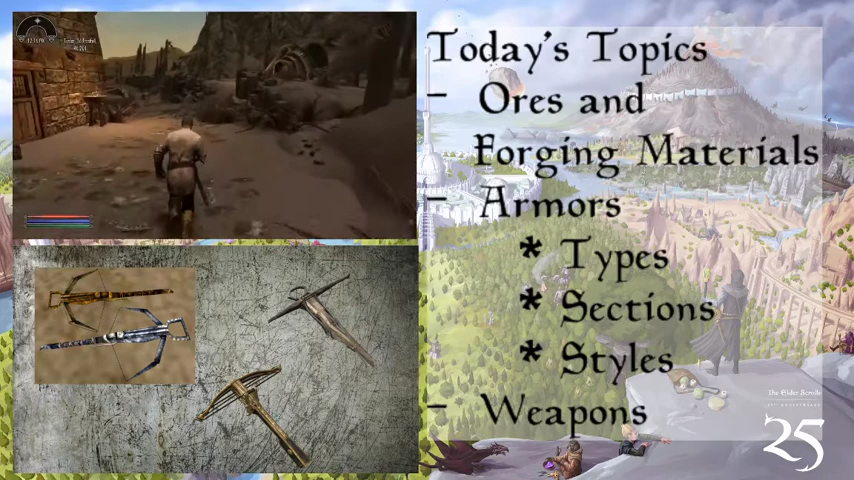 Today's Topics
- Ores and
Forging Materials
- Armors
* Types
* Sections
* Styles
- Weapons
The Elder Scrolls
25